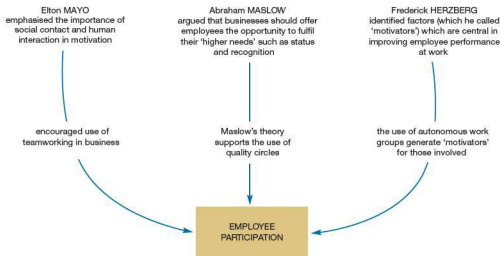 Elton MAYO
emphasised the importance of
social contact and human
interaction in motivation
Abraham MASLOW
argued that businesses should offer
employees the opportunity to fulfil
their ‘higher needs’ such as status
and recognition
Frederick HERZBERG
identified factors (which he called
‘motivators’) which are central in
improving employee performance
at work
encouraged use of
teamworking in business
Maslow’s theory
supports the use of
quality circles
the use of autonomous work
groups generate ‘motivators’
for those involved
EMPLOYEE
PARTICIPATION